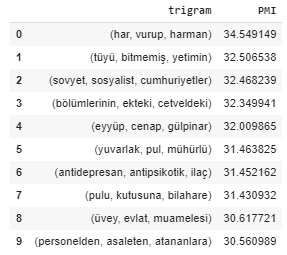 trigram PMI
0 (har, vurup, harman) 34.549149
1 (tüyü, bitmemiş, yetimin) 32.506538
2 (sovyet, sosyalist, cumhuriyetler) 32.468239
3 (bölümlerinin, ekteki, cetveldeki) 32.349941
4 (eyyüp, cenap, gülpinar) 32.009865
5 (yuvarlak, pul, mühürlü) 31.463825
6 (antidepresan, antipsikotik, ilaç) 31.452162
7 (pulu, kutusuna, bilahare) 31.430932
8 (üvey, evlat, muamelesi) 30.617721
9 (personelden, asaleten, atananlara) 30.560989